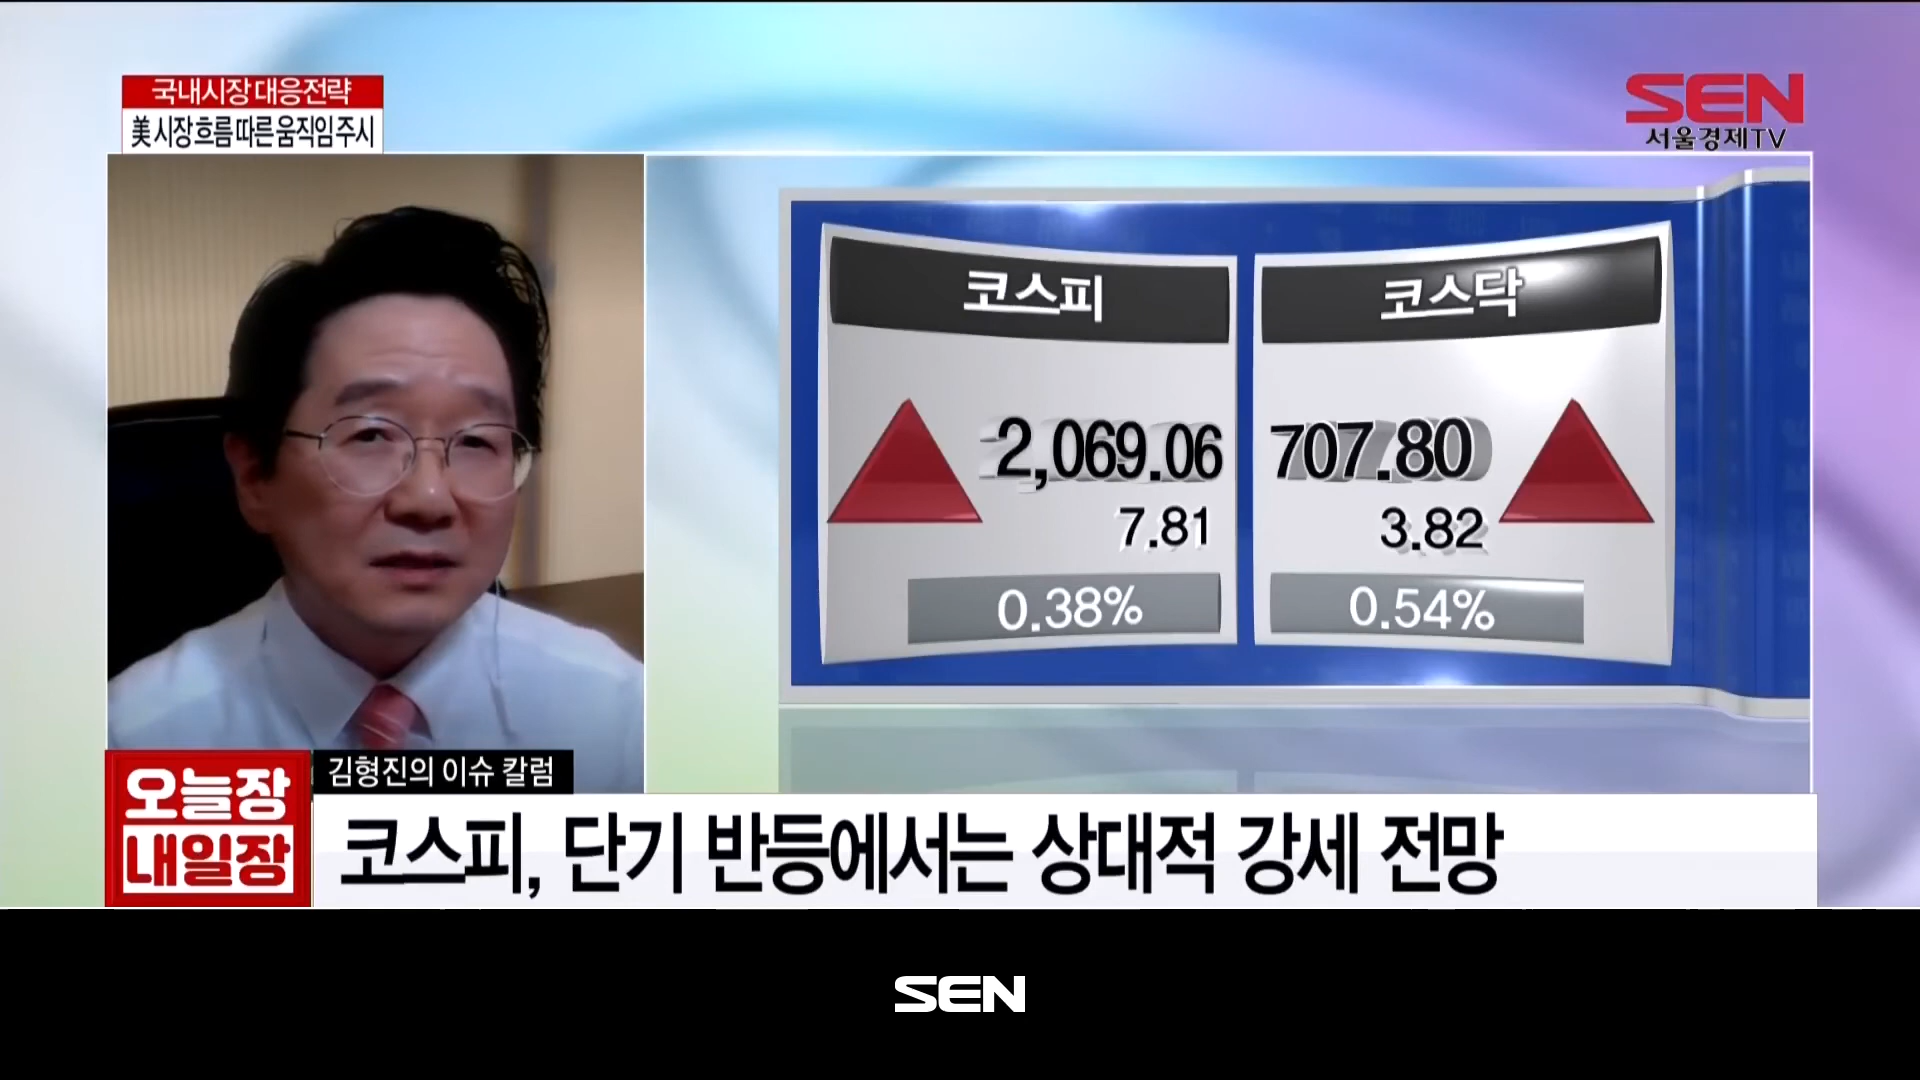 국내시장 대응전략
美 시장 흐름 따른 움직임 주시
SEN
서울경제TV
코스피
2,069.06
7.81
0.38%
코스닥
707.80
3.82
0.54%
오늘장
내일장
김형진의 이슈 칼럼
코스피, 단기 반등에서는 상대적 강세 전망
SEN